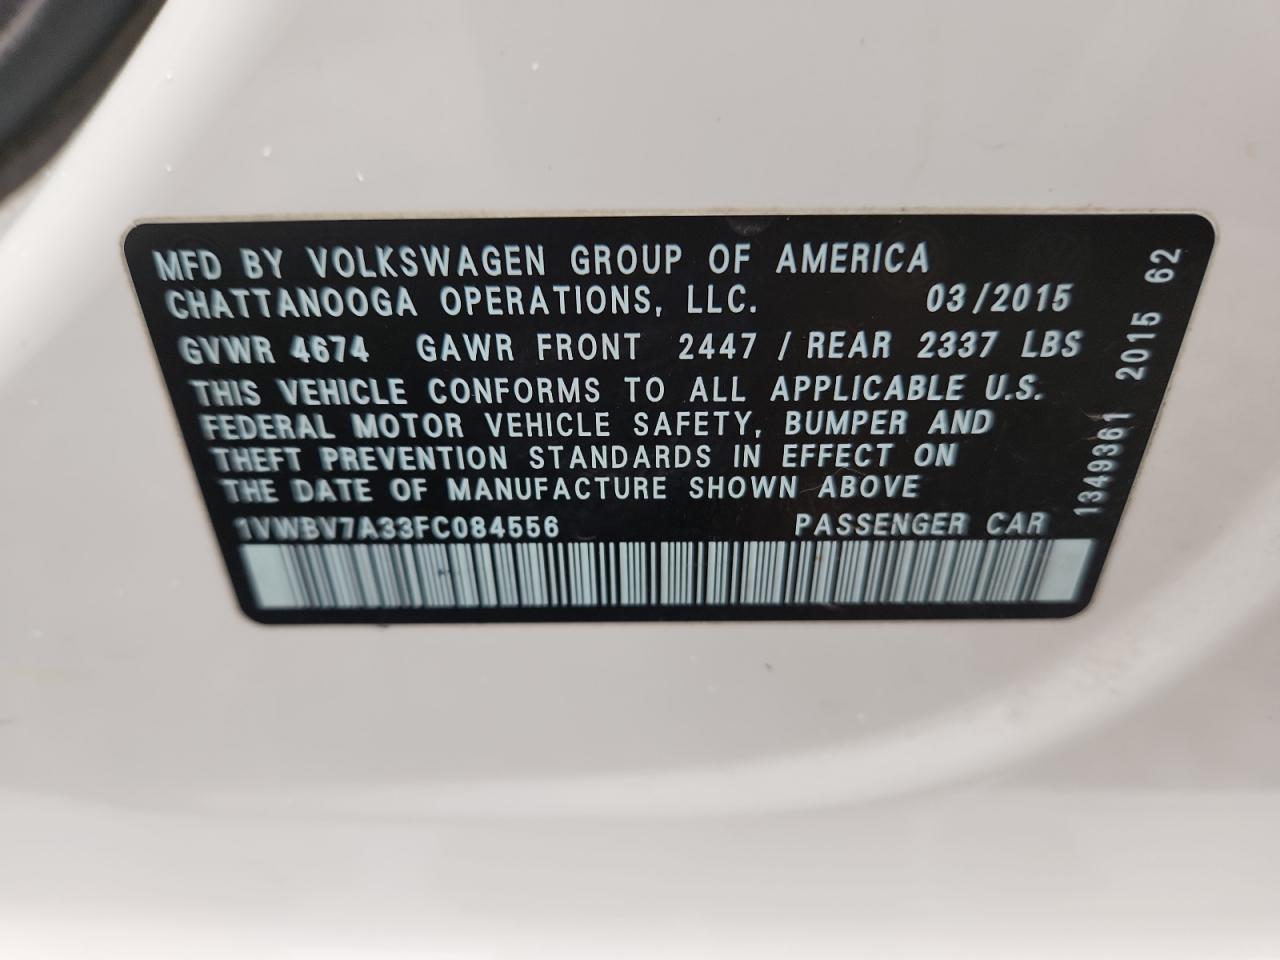 MFD BY VOLKSWAGEN GROUP OF AMERICA
CHATTANOOGA OPERATIONS, LLC. 03/2015
GVWR 4674 GAWR FRONT 2447 / REAR 2337 LBS
THIS VEHICLE CONFORMS TO ALL APPLICABLE U.S.
FEDERAL MOTOR VEHICLE SAFETY, BUMPER AND
THEFT PREVENTION STANDARDS IN EFFECT ON
THE DATE OF MANUFACTURE SHOWN ABOVE
1VWBV7A33FC084556 PASSENGER CAR
1349361 2015 62